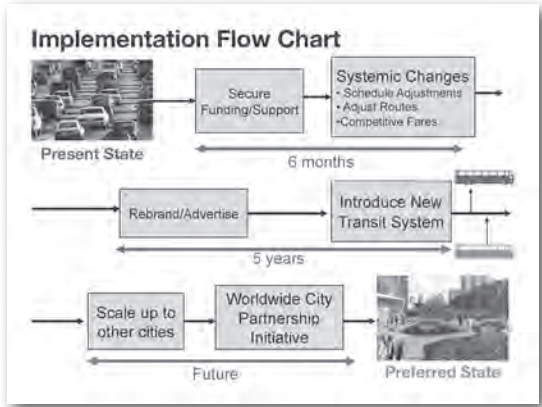 Implementation Flow Chart
Present State
Secure
Funding/Support
Systemic Changes
• Schedule Adjustments
• Adjust Routes
•Competitive Fares
6 months
Rebrand/Advertise
Introduce New
Transit System
5 years
Scale up to
other cities
Worldwide City
Partnership
Initiative
Future
Preferred State